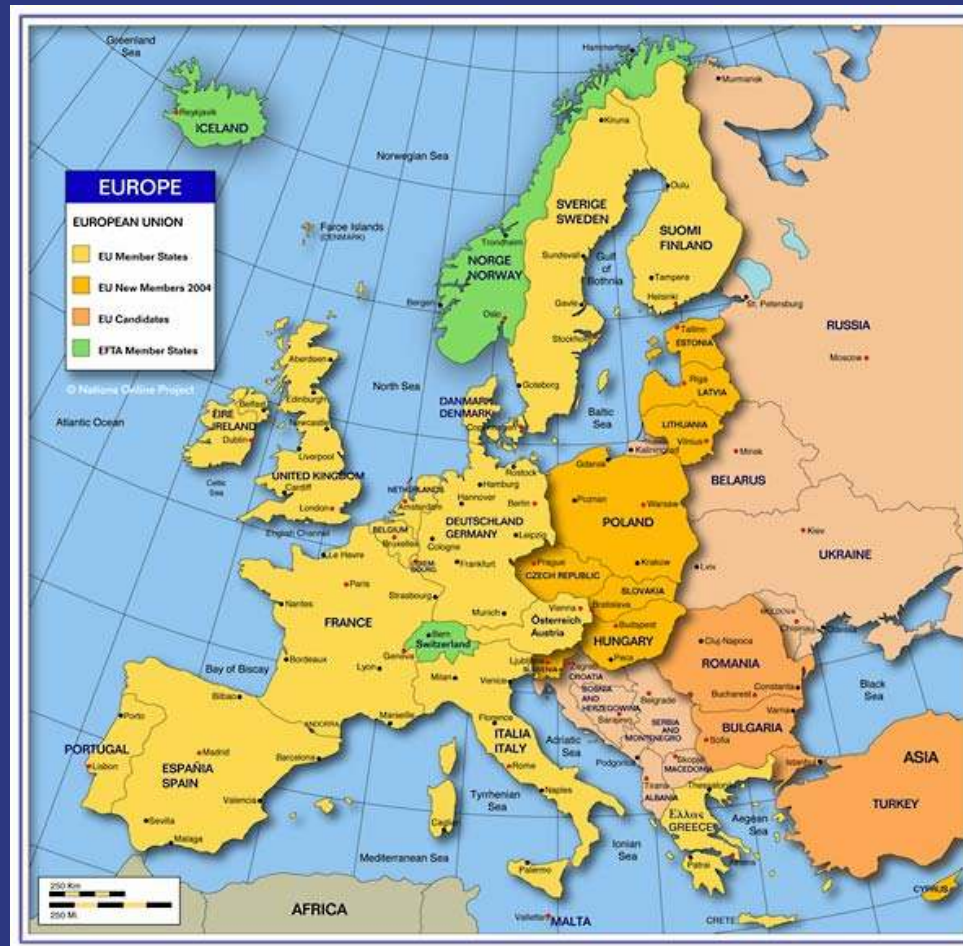 Greenland
Sea
Hammerfest
Murmansk
Reykjavik
ICELAND
Kiruna
Norwegian Sea
EUROPE
EUROPEAN UNION
EU Member States
EU New Members 2004
EU Candidates
EFTA Member States
© Nations Online Project
Oulu
SVERIGE
SWEDEN
SUOMI
FINLAND
Faroe Islands
(DENMARK)
Trondheim
Sundsvall
Gulf
of
Bothnia
NORGE
NORWAY
Tampere
Bergen
Gavle
Helsinki
St. Petersburg
Oslo
Stockholm
Tallinn
ESTONIA
RUSSIA
Moscow
Aberdeen
North Sea
Goteborg
Riga
LATVIA
Edinburgh
DANMARK
DENMARK
Baltic
Sea
Atlantic Ocean
Belfast
ÉIRE
IRELAND
Newcastle
LITHUANIA
Vilnius
Dublin
Kaliningrad
Minsk
Liverpool
Rostock
Gdansk
BELARUS
Celtic
Sea
UNITED KINGDOM
Hamburg
Cardiff
NETHERLANDS
Amsterdam
Hannover
Berlin
Poznan
Warsaw
London
DEUTSCHLAND
GERMANY
POLAND
Kiev
English Channel
BELGIUM
Bruxelles
Leipzig
Cologne
UKRAINE
Le Havre
Frankfurt
Prague
Krakow
Lviv
CZECH REPUBLIC
Paris
SLOVAKIA
Strasbourg
Nantes
Munich
Vienna
Bratislava
MOLDOVA
FRANCE
Österreich
Austria
Budapest
Bern
Switzerland
HUNGARY
Cluj-Napoca
Odessa
Geneva
Bay of Biscay
Bordeaux
Lyon
Ljubljana
SLOVENIA
Pecs
Zagreb
CROATIA
ROMANIA
Milan
Venice
BOSNIA
AND
HERZEGOVINA
Belgrade
Bucharest
Constanta
Black
Sea
Bilbao
Porto
Marseille
Florence
Sarajevo
SERBIA
AND
MONTENEGRO
Varna
ANDORRA
ITALIA
ITALY
Adriatic
Sea
BULGARIA
Sofia
PORTUGAL
Madrid
Barcelona
Lisbon
ESPAÑIA
SPAIN
Rome
Podgorica
Skopje
MACEDONIA
Istanbul
ASIA
Tirana
ALBANIA
Valencia
Tyrrhenian
Sea
Naples
Sevilla
Cagliari
Ελλας
GREECE
Aegean
Sea
TURKEY
Malaga
Ionian
Sea
Mediterranean Sea
Palermo
Patrai
Athens
250 Km
250 Mi.
AFRICA
Valletta
MALTA
CRETE
CYPRUS